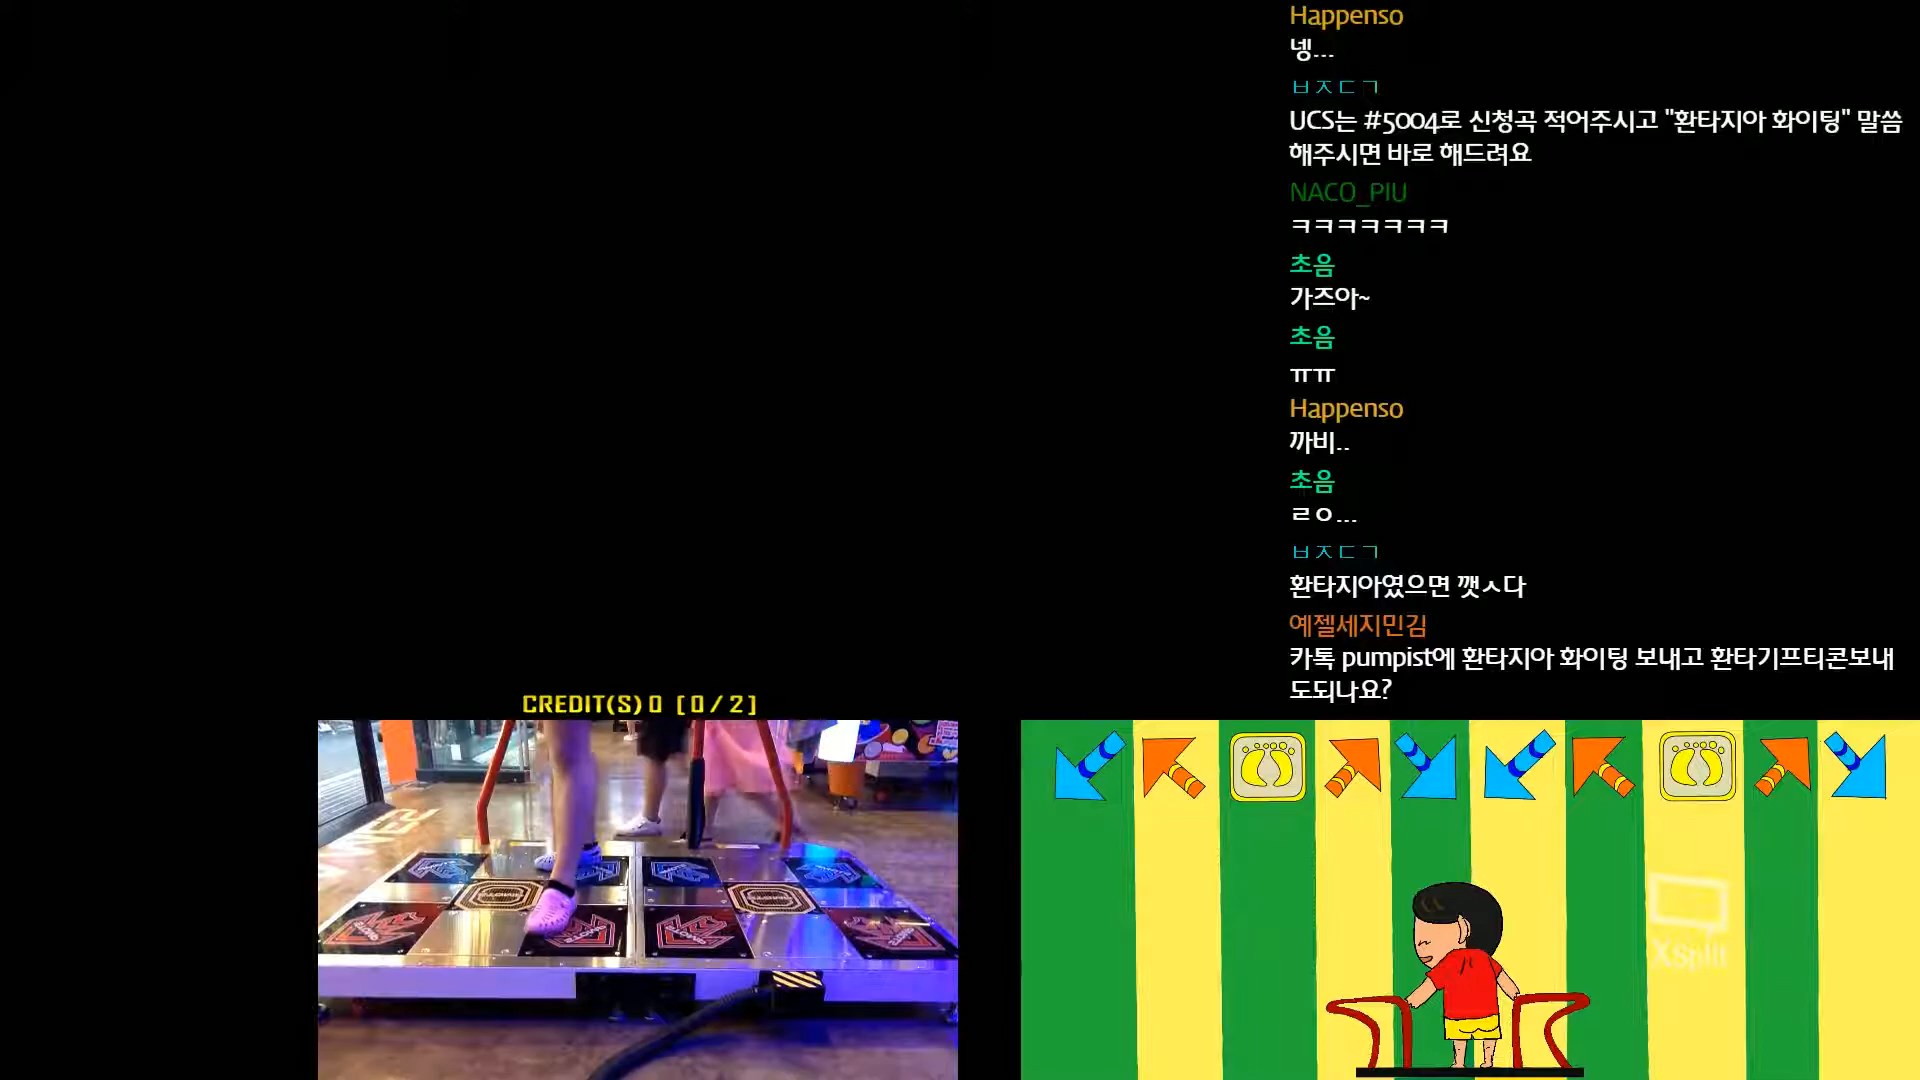 Happenso
넹...
ㅂㅈㄷㄱ
UCS는 #5004로 신청곡 적어주시고 "환타지아 화이팅" 말씀
해주시면 바로 해드려요
NACO_PIU
ㅋㅋㅋㅋㅋㅋㅋ
초음
가즈아~
초음
ㅠㅠ
Happenso
까비..
초음
ㄹㅇ...
ㅂㅈㄷㄱ
환타지아였으면 깻ㅅ다
예젤세지민김
카톡 pumpist에 환타지아 화이팅 보내고 환타기프티콘보내
도되나요?
CREDIT(S) 0 [0/2]
XSplit